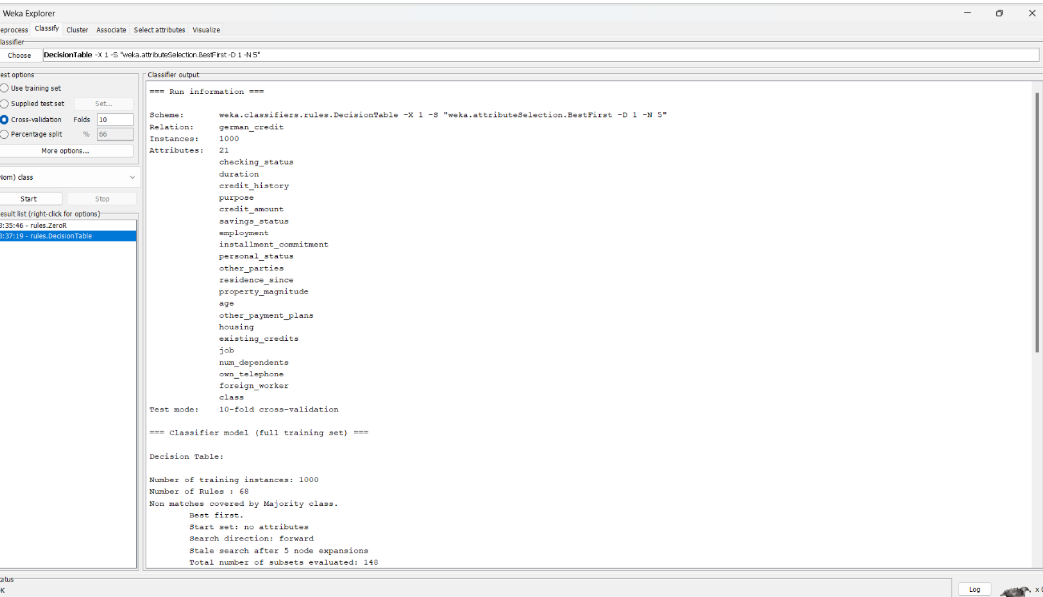 Weka Explorer
eprocess Classify Cluster Associate Select attributes Visualize
lassifier
Choose DecisionTable -X 1 -S "weka.attributeSelection.BestFirst -D 1 -N 5"
est options
Use training set
Supplied test set Set...
Cross-validation Folds 10
Percentage split % 66
More options...
Nom) class
Start Stop
esult list (right-click for options)
3:35:46 - rules.ZeroR
3:37:19 - rules.DecisionTable
Classifier output
=== Run information ===
Scheme: weka.classifiers.rules.DecisionTable -X 1 -S "weka.attributeSelection.BestFirst -D 1 -N 5"
Relation: german_credit
Instances: 1000
Attributes: 21
checking_status
duration
credit_history
purpose
credit_amount
savings_status
employment
installment_commitment
personal_status
other_parties
residence_since
property_magnitude
age
other_payment_plans
housing
existing_credits
job
num_dependents
own_telephone
foreign_worker
class
Test mode: 10-fold cross-validation
=== Classifier model (full training set) ===
Decision Table:
Number of training instances: 1000
Number of Rules : 68
Non matches covered by Majority class.
Best first.
Start set: no attributes
Search direction: forward
Stale search after 5 node expansions
Total number of subsets evaluated: 148
tatus
K
Log
x 0